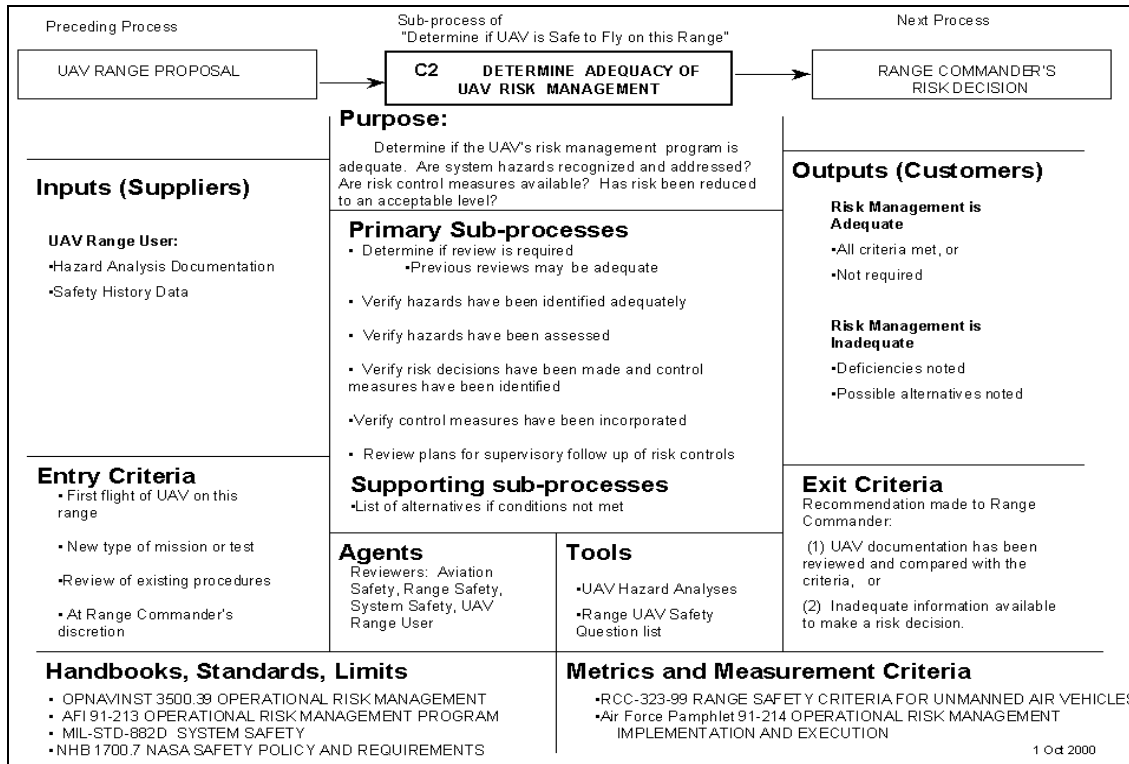 Preceding Process
Sub-process of
"Determine if UAV is Safe to Fly on this Range"
Next Process
UAV RANGE PROPOSAL
C2 DETERMINE ADEQUACY OF
UAV RISK MANAGEMENT
RANGE COMMANDER'S
RISK DECISION
Purpose:
Determine if the UAV's risk management program is
adequate. Are system hazards recognized and addressed?
Are risk control measures available? Has risk been reduced
to an acceptable level?
Inputs (Suppliers)
UAV Range User:
▪Hazard Analysis Documentation
▪Safety History Data
Primary Sub-processes
▪ Determine if review is required
▪Previous reviews may be adequate
▪ Verify hazards have been identified adequately
▪ Verify hazards have been assessed
▪ Verify risk decisions have been made and control
measures have been identified
▪Verify control measures have been incorporated
▪ Review plans for supervisory follow up of risk controls
Supporting sub-processes
▪List of alternatives if conditions not met
Outputs (Customers)
Risk Management is
Adequate
▪All criteria met, or
▪Not required
Risk Management is
Inadequate
▪Deficiencies noted
▪Possible alternatives noted
Entry Criteria
▪ First flight of UAV on this
range
▪ New type of mission or test
▪Review of existing procedures
▪ At Range Commander's
discretion
Agents
Reviewers: Aviation
Safety, Range Safety,
System Safety, UAV
Range User
Tools
▪UAV Hazard Analyses
▪Range UAV Safety
Question list
Exit Criteria
Recommendation made to Range
Commander:
(1) UAV documentation has been
reviewed and compared with the
criteria, or
(2) Inadequate information available
to make a risk decision.
Handbooks, Standards, Limits
▪ OPNAVINST 3500.39 OPERATIONAL RISK MANAGEMENT
▪ AFI 91-213 OPERATIONAL RISK MANAGEMENT PROGRAM
▪ MIL-STD-882D SYSTEM SAFETY
▪NHB 1700.7 NASA SAFETY POLICY AND REQUIREMENTS
Metrics and Measurement Criteria
▪RCC-323-99 RANGE SAFETY CRITERIA FOR UNMANNED AIR VEHICLES
▪Air Force Pamphlet 91-214 OPERATIONAL RISK MANAGEMENT
IMPLEMENTATION AND EXECUTION
1 Oct 2000